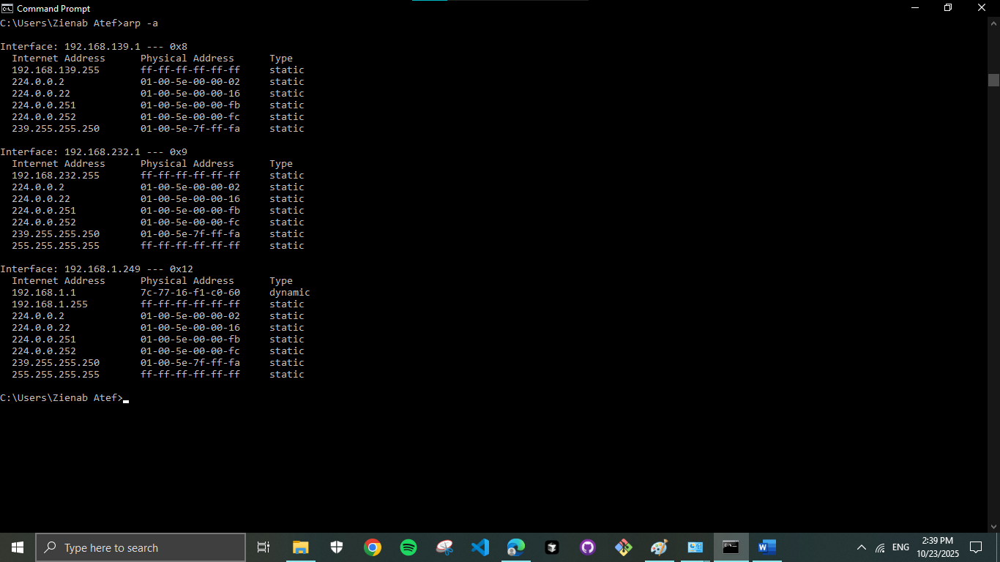 Command Prompt
C:\Users\Zienab Atef>arp -a
Interface: 192.168.139.1 --- 0x8
Internet Address Physical Address Type
192.168.139.255 ff-ff-ff-ff-ff-ff static
224.0.0.2 01-00-5e-00-00-02 static
224.0.0.22 01-00-5e-00-00-16 static
224.0.0.251 01-00-5e-00-00-fb static
224.0.0.252 01-00-5e-00-00-fc static
239.255.255.250 01-00-5e-7f-ff-fa static
Interface: 192.168.232.1 --- 0x9
Internet Address Physical Address Type
192.168.232.255 ff-ff-ff-ff-ff-ff static
224.0.0.2 01-00-5e-00-00-02 static
224.0.0.22 01-00-5e-00-00-16 static
224.0.0.251 01-00-5e-00-00-fb static
224.0.0.252 01-00-5e-00-00-fc static
239.255.255.250 01-00-5e-7f-ff-fa static
255.255.255.255 ff-ff-ff-ff-ff-ff static
Interface: 192.168.1.249 --- 0x12
Internet Address Physical Address Type
192.168.1.1 7c-77-16-f1-c0-60 dynamic
192.168.1.255 ff-ff-ff-ff-ff-ff static
224.0.0.2 01-00-5e-00-00-02 static
224.0.0.22 01-00-5e-00-00-16 static
224.0.0.251 01-00-5e-00-00-fb static
224.0.0.252 01-00-5e-00-00-fc static
239.255.255.250 01-00-5e-7f-ff-fa static
255.255.255.255 ff-ff-ff-ff-ff-ff static
C:\Users\Zienab Atef>
Type here to search
ENG
2:39 PM
10/23/2025